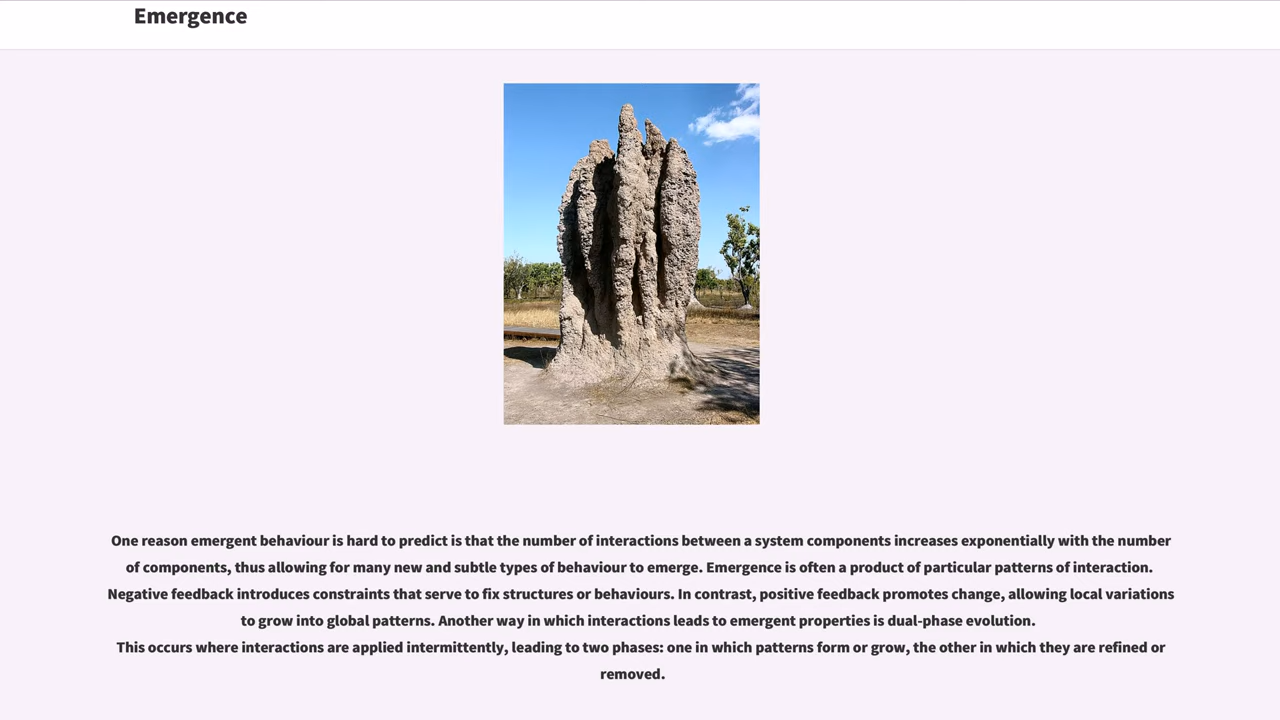 Emergence
One reason emergent behaviour is hard to predict is that the number of interactions between a system components increases exponentially with the number
of components, thus allowing for many new and subtle types of behaviour to emerge. Emergence is often a product of particular patterns of interaction.
Negative feedback introduces constraints that serve to fix structures or behaviours. In contrast, positive feedback promotes change, allowing local variations
to grow into global patterns. Another way in which interactions leads to emergent properties is dual-phase evolution.
This occurs where interactions are applied intermittently, leading to two phases: one in which patterns form or grow, the other in which they are refined or
removed.